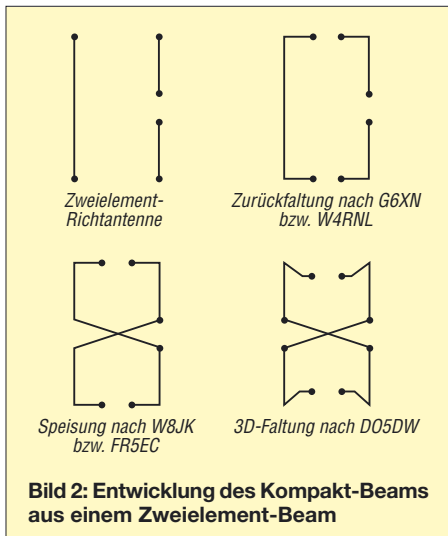 Zweielement-
Richtantenne
Zurückfaltung nach G6XN
bzw. W4RNL
Speisung nach W8JK
bzw. FR5EC
3D-Faltung nach DO5DW
Bild 2: Entwicklung des Kompakt-Beams
aus einem Zweielement-Beam